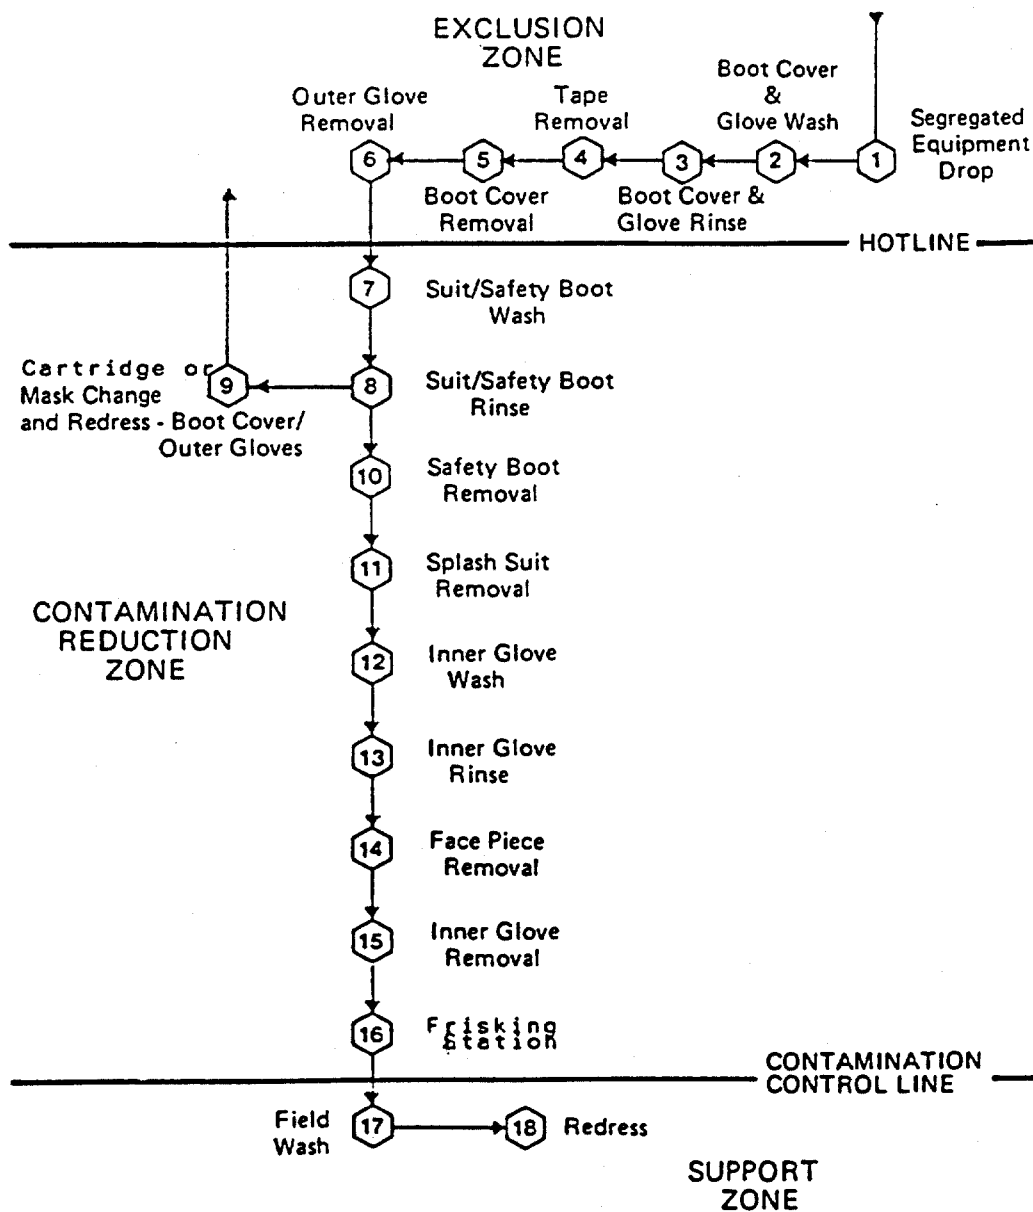 EXCLUSION
ZONE
Boot Cover
&
Glove Wash
Outer Glove
Removal
Tape
Removal
Segregated
Equipment
Drop
6
5
4
3
2
1
Boot Cover
Removal
Boot Cover &
Glove Rinse
HOTLINE
7
Suit/Safety Boot
Wash
Cartridge or
Mask Change
and Redress - Boot Cover/
Outer Gloves
9
8
Suit/Safety Boot
Rinse
10
Safety Boot
Removal
11
Splash Suit
Removal
CONTAMINATION
REDUCTION
ZONE
12
Inner Glove
Wash
13
Inner Glove
Rinse
14
Face Piece
Removal
15
Inner Glove
Removal
16
Frisking
Station
CONTAMINATION
CONTROL LINE
Field
Wash
17
18
Redress
SUPPORT
ZONE